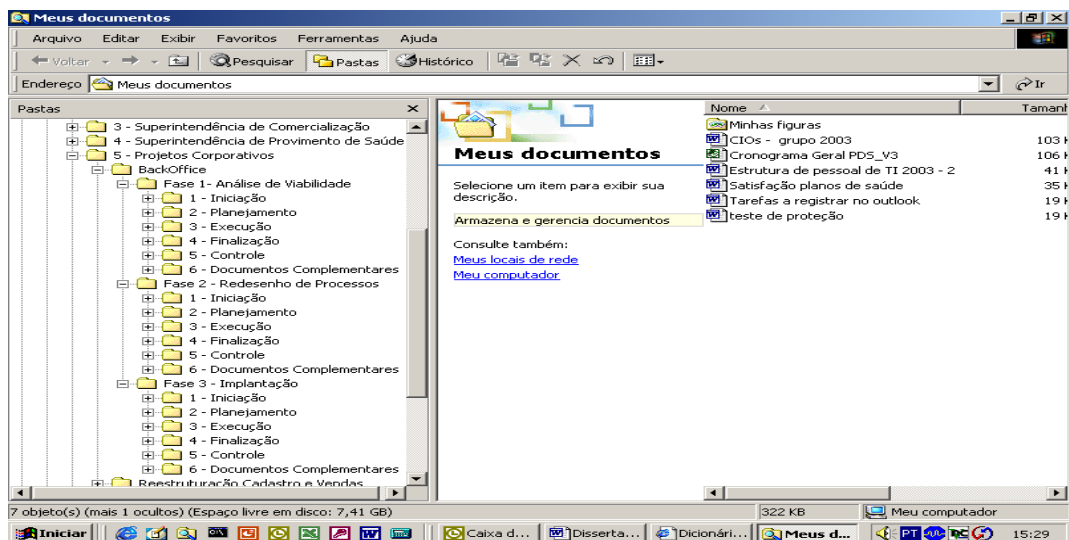 Meus documentos
Arquivo Editar Exibir Favoritos Ferramentas Ajuda
Voltar Pesquisar Pastas Histórico
Endereço Meus documentos Ir
Pastas
3 - Superintendência de Comercialização
4 - Superintendência de Provimento de Saúde
5 - Projetos Corporativos
BackOffice
Fase 1- Análise de Viabilidade
1 - Iniciação
2 - Planejamento
3 - Execução
4 - Finalização
5 - Controle
6 - Documentos Complementares
Fase 2 - Redesenho de Processos
1 - Iniciação
2 - Planejamento
3 - Execução
4 - Finalização
5 - Controle
6 - Documentos Complementares
Fase 3 - Implantação
1 - Iniciação
2 - Planejamento
3 - Execução
4 - Finalização
5 - Controle
6 - Documentos Complementares
Reestruturação Cadastro e Vendas
Meus documentos
Selecione um item para exibir sua
descrição.
Armazena e gerencia documentos
Consulte também:
Meus locais de rede
Meu computador
Nome Tamanh
Minhas figuras
CIOs - grupo 2003 103 K
Cronograma Geral PDS_V3 106 K
Estrutura de pessoal de TI 2003 - 2 41 K
Satisfação planos de saúde 35 K
Tarefas a registrar no outlook 19 K
teste de proteção 19 K
7 objeto(s) (mais 1 ocultos) (Espaço livre em disco: 7,41 GB) 322 KB Meu computador
Iniciar Caixa d... Disserta... Dicionári... Meus d... PT 15:29